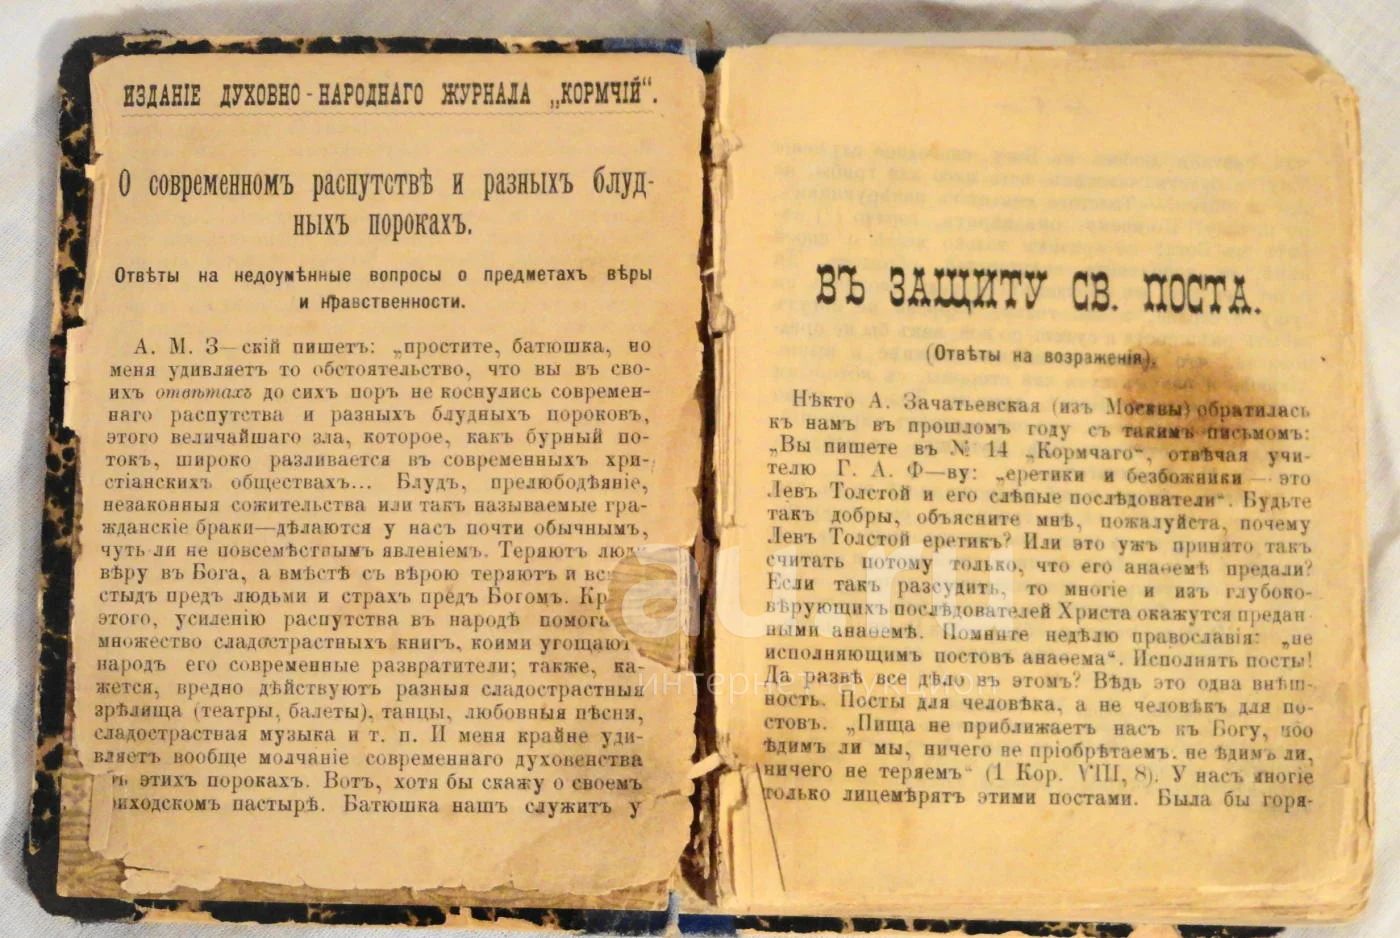 ИЗДАНІЕ ДУХОВНО-НАРОДНАГО ЖУРНАЛА „КОРМЧІЙ“.
О современномъ распутствѣ и разныхъ блуд-
ныхъ порокахъ.
Отвѣты на недоумѣнные вопросы о предметахъ вѣры
и нравственности.
А. М. З—скій пишетъ: „простите, батюшка, но
меня удивляетъ то обстоятельство, что вы въ сво-
ихъ отвѣтахъ до сихъ поръ не коснулись современ-
наго распутства и разныхъ блудныхъ пороковъ,
этого величайшаго зла, которое, какъ бурный по-
токъ, широко разливается въ современныхъ хри-
стіанскихъ обществахъ... Блудъ, прелюбодѣяніе,
незаконныя сожительства или такъ называемые гра-
жданскіе браки—дѣлаются у насъ почти обычнымъ,
чуть ли не повсемѣстнымъ явленіемъ. Теряютъ люди
вѣру въ Бога, а вмѣстѣ съ вѣрою теряютъ и вс
стыдъ предъ людьми и страхъ предъ Богомъ. Кр
этого, усиленію распутства въ народѣ помога
множество сладострастныхъ книгъ, коими угощаютъ
народъ его современные развратители; также, ка-
жется, вредно дѣйствуютъ разныя сладострастныя
зрѣлища (театры, балеты), танцы, любовныя пѣсни,
сладострастная музыка и т. п. И меня крайне уди-
вляетъ вообще молчаніе современнаго духовенства
объ этихъ порокахъ. Вотъ, хотя бы скажу о своемъ
приходскомъ пастырѣ. Батюшка нашъ служитъ у
ВЪ ЗАЩИТУ СВ. ПОСТА.
(Отвѣты на возраженія).
Нѣкто А. Зачатьевская (изъ Москвы) обратилась
къ намъ въ прошломъ году съ такимъ письмомъ:
„Вы пишете въ № 14 „Кормчаго“, отвѣчая учи-
телю Г. А. Ф—ву: „еретики и безбожники — это
Левъ Толстой и его слѣпые послѣдователи“. Будьте
такъ добры, объясните мнѣ, пожалуйста, почему
Левъ Толстой еретикъ? Или это ужъ принято такъ
считать потому только, что его анаѳемѣ предали?
Если такъ разсудить, то многіе и изъ глубоко-
вѣрующихъ послѣдователей Христа окажутся предан-
ными анаѳемѣ. Помните недѣлю православія: „не
исполняющимъ постовъ анаѳема“. Исполнять посты!
Да развѣ все дѣло въ этомъ? Вѣдь это одна внѣш-
ность. Посты для человѣка, а не человѣкъ для по-
стовъ. „Пища не приближаетъ насъ къ Богу, ибо
ѣдимъ ли мы, ничего не пріобрѣтаемъ, не ѣдимъ ли,
ничего не теряемъ“ (1 Кор. VIII, 8). У насъ многіе
только лицемѣрятъ этими постами. Была бы горя-
au.ru
интернет аукцион